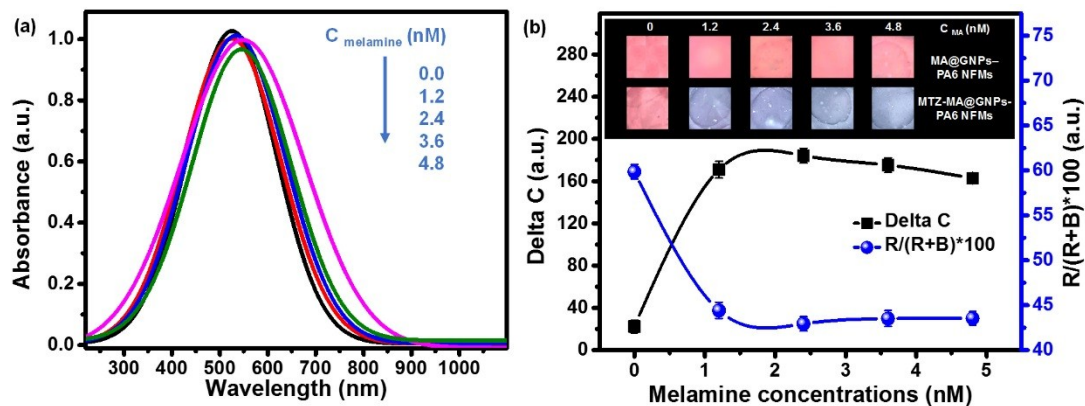 (a)
C melamine (nM)
0.0
1.2
2.4
3.6
4.8
Absorbance (a.u.)
1.0
0.8
0.6
0.4
0.2
0.0
300 400 500 600 700 800 900 1000
Wavelength (nm)
(b)
0 1.2 2.4 3.6 4.8 C MA (nM)
MA@GNPs–
PA6 NFMs
MTZ-MA@GNPs-
PA6 NFMs
Delta C
R/(R+B)*100
Delta C (a.u.)
280
240
200
160
120
80
40
0
R/(R+B)*100 (a.u.)
75
70
65
60
55
50
45
40
0 1 2 3 4 5
Melamine concentrations (nM)